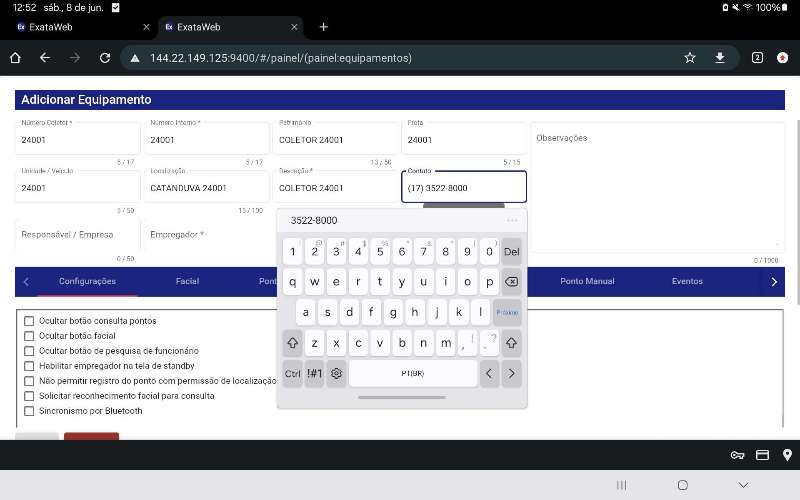 12:52 sáb., 8 de jun. 100%
ExataWeb
ExataWeb
144.22.149.125:9400/#/painel/(painel:equipamentos)
2
Adicionar Equipamento
Número Coletor * Número Interno * Patrimônio Frota
24001 24001 COLETOR 24001 24001 Observações
5 / 17 5 / 17 13 / 50 5 / 15
Unidade / Veículo Localização Descrição * Contato
24001 CATANDUVA 24001 COLETOR 24001 (17) 3522-8000
5 / 50 15 / 100
Responsável / Empresa Empregador *
0 / 50 0 / 1000
3522-8000 ...
1 2 3 4 5 6 7 8 9 0 Del
q w e r t y u i o p
a s d f g h j k l Próximo
z x c v b n m , ! . ?
Ctrl !#1 PT(BR) < >
Configurações Facial Pont Ponto Manual Eventos
Ocultar botão consulta pontos
Ocultar botão facial
Ocultar botão de pesquisa de funcionário
Habilitar empregador na tela de standby
Não permitir registro do ponto com permissão de localização
Solicitar reconhecimento facial para consulta
Sincronismo por Bluetooth